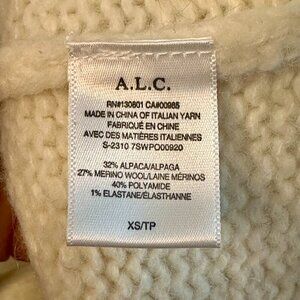 A.L.C.
RN#130801 CA#00985
MADE IN CHINA OF ITALIAN YARN
FABRIQUÉ EN CHINE
AVEC DES MATIÈRES ITALIENNES
S-2310 7SWPO00920
32% ALPACA/ALPAGA
27% MERINO WOOL/LAINE MÉRINOS
40% POLYAMIDE
1% ELASTANE/ÉLASTHANNE
XS/TP